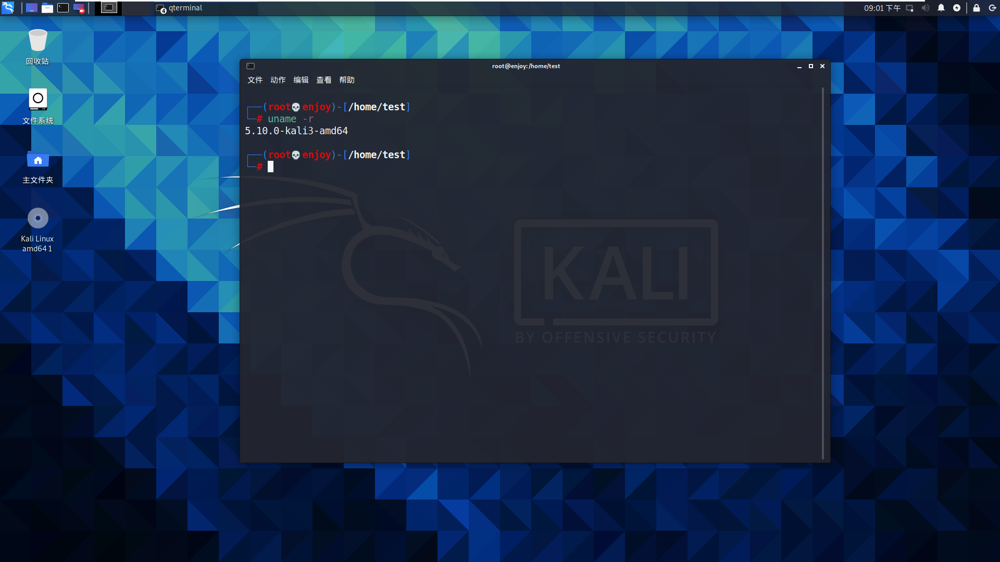 qterminal
09:01 下午
回收站
文件系统
主文件夹
Kali Linux
amd64 1
root@enjoy:/home/test
文件 动作 编辑 查看 帮助
┌──(root💀enjoy)-[/home/test]
└─# uname -r
5.10.0-kali3-amd64
┌──(root💀enjoy)-[/home/test]
└─#
KALI
BY OFFENSIVE SECURITY